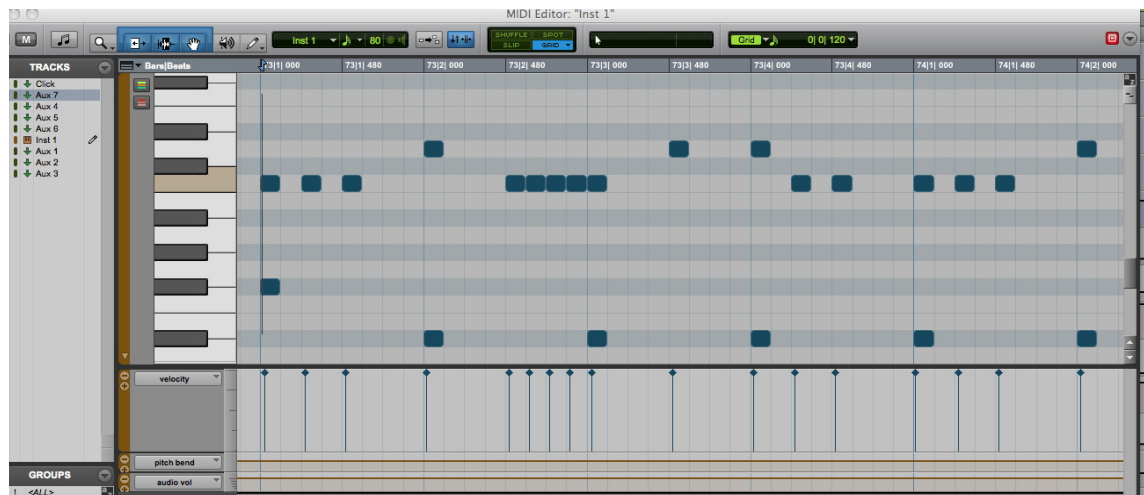 MIDI Editor: "Inst 1"
M Inst 1 80 SHUFFLE SPOT Grid 0| 0| 120
SLIP GRID
TRACKS Bars|Beats 73|1| 000 73|1| 480 73|2| 000 73|2| 480 73|3| 000 73|3| 480 73|4| 000 73|4| 480 74|1| 000 74|1| 480 74|2| 000
Click
Aux 7
Aux 4
Aux 5
Aux 6
Inst 1
Aux 1
Aux 2
Aux 3
velocity
pitch bend
GROUPS
audio vol
! <ALL>